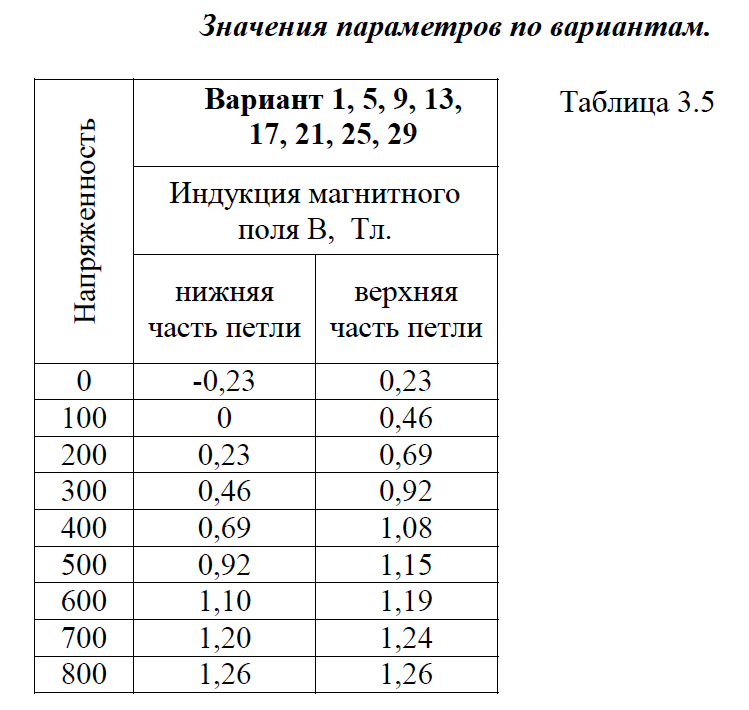 Значения параметров по вариантам.
Таблица 3.5
Напряженность
Вариант 1, 5, 9, 13,
17, 21, 25, 29
Индукция магнитного
поля В, Тл.
нижняя
часть петли
верхняя
часть петли
0 -0,23 0,23
100 0 0,46
200 0,23 0,69
300 0,46 0,92
400 0,69 1,08
500 0,92 1,15
600 1,10 1,19
700 1,20 1,24
800 1,26 1,26